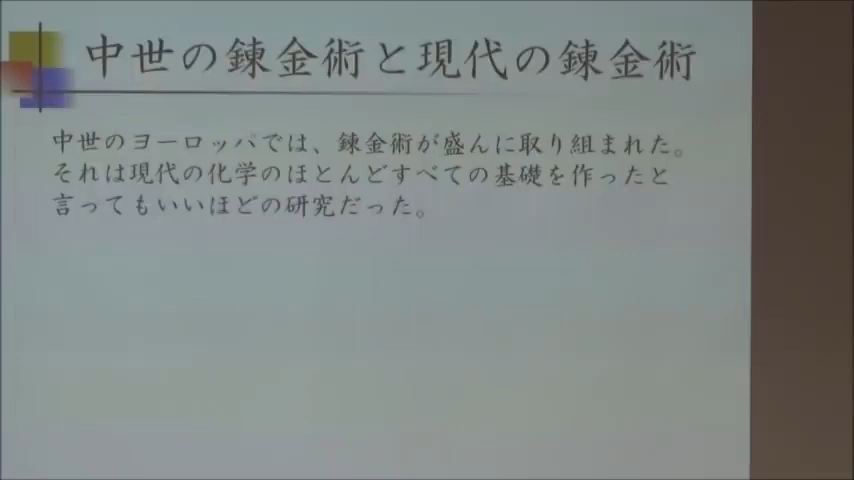 中世の錬金術と現代の錬金術
中世のヨーロッパでは、錬金術が盛んに取り組まれた。
それは現代の化学のほとんどすべての基礎を作ったと
言ってもいいほどの研究だった。